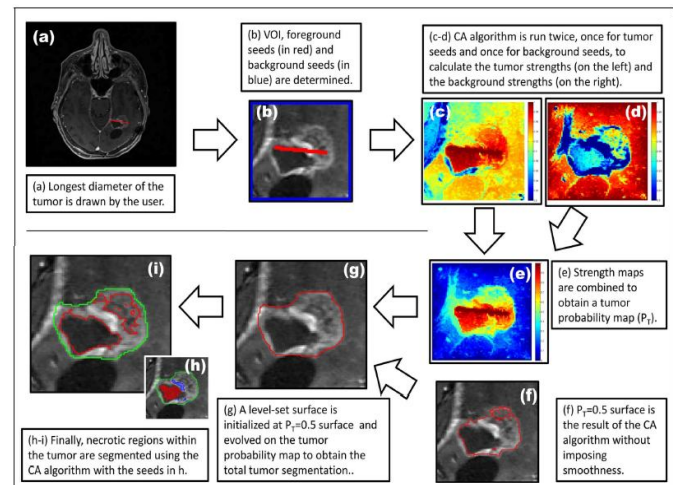 (a)
(b) VOI, foreground
seeds (in red) and
background seeds (in
blue) are determined.
(c-d) CA algorithm is run twice, once for tumor
seeds and once for background seeds, to
calculate the tumor strengths (on the left) and
the background strengths (on the right).
(b)
(c)
(d)
(a) Longest diameter of the
tumor is drawn by the user.
(i)
(g)
(e)
(e) Strength maps
are combined to
obtain a tumor
probability map (PT).
(h)
(f)
(h-i) Finally, necrotic regions within
the tumor are segmented using the
CA algorithm with the seeds in h.
(g) A level-set surface is
initialized at PT=0.5 surface and
evolved on the tumor
probability map to obtain the
total tumor segmentation..
(f) PT=0.5 surface is
the result of the CA
algorithm without
imposing
smoothness.